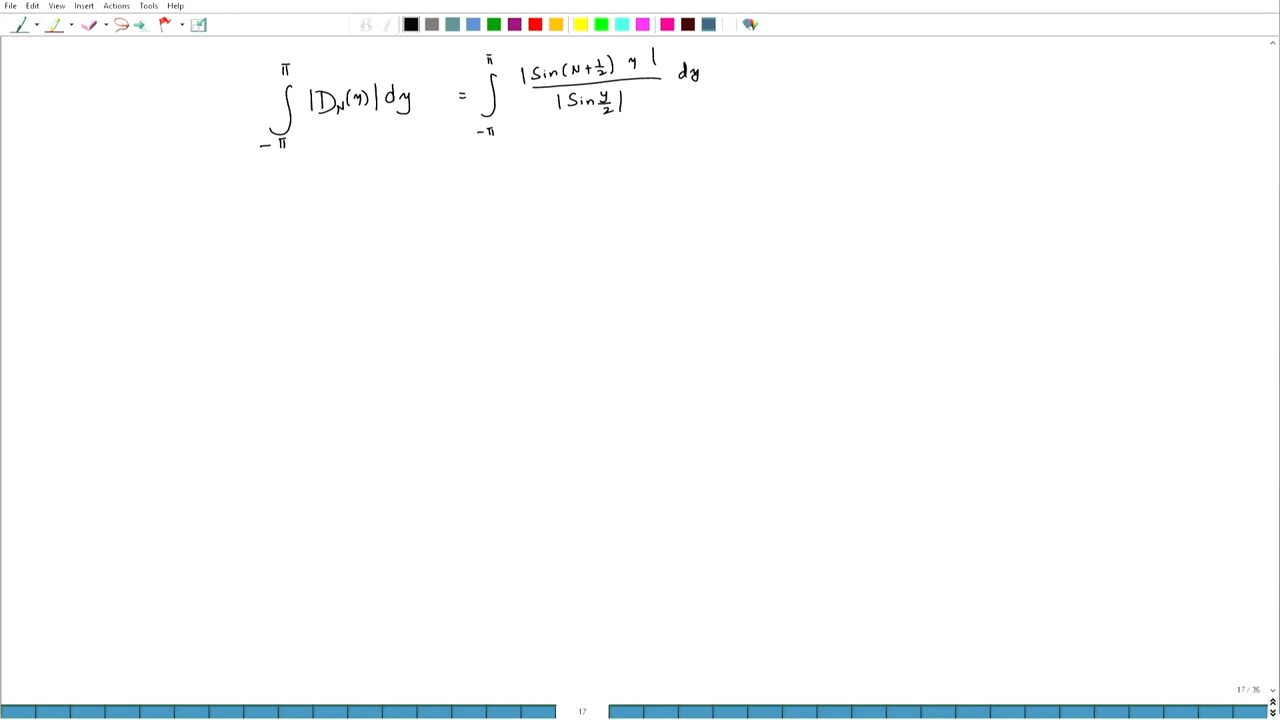 File Edit View Insert Actions Tools Help
B I
∫_{-π}^{π} |D_N(y)| dy = ∫_{-π}^{π} |Sin(N+½) y| / |Sin y/2| dy
17 / 36
17